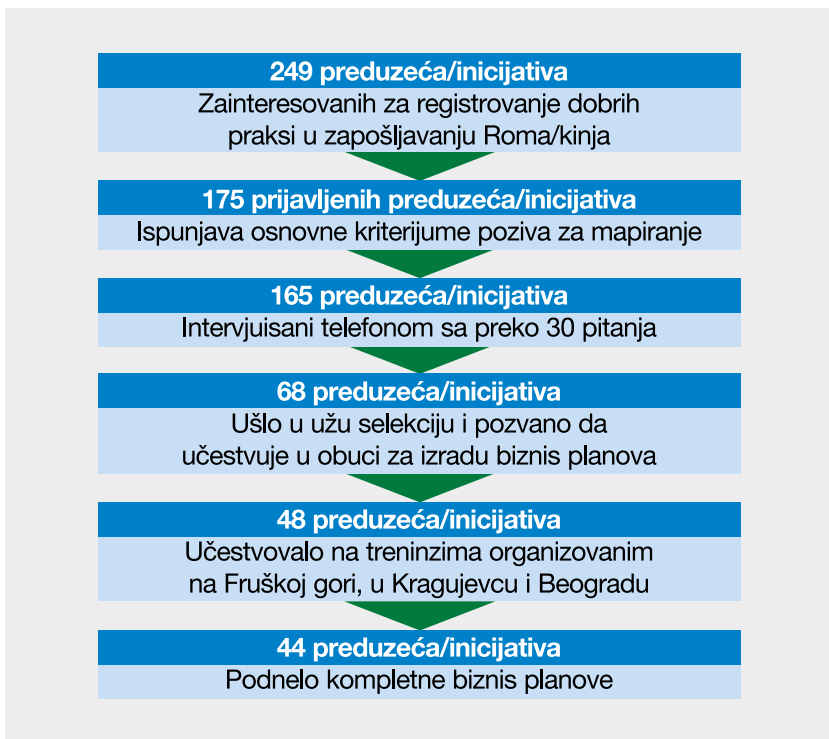 249 preduzeća/inicijativa
Zainteresovanih za registrovanje dobrih
praksi u zapošljavanju Roma/kinja
175 prijavljenih preduzeća/inicijativa
Ispunjava osnovne kriterijume poziva za mapiranje
165 preduzeća/inicijativa
Intervjuisani telefonom sa preko 30 pitanja
68 preduzeća/inicijativa
Ušlo u užu selekciju i pozvano da
učestvuje u obuci za izradu biznis planova
48 preduzeća/inicijativa
Učestvovalo na treninzima organizovanim
na Fruškoj gori, u Kragujevcu i Beogradu
44 preduzeća/inicijativa
Podnelo kompletne biznis planove